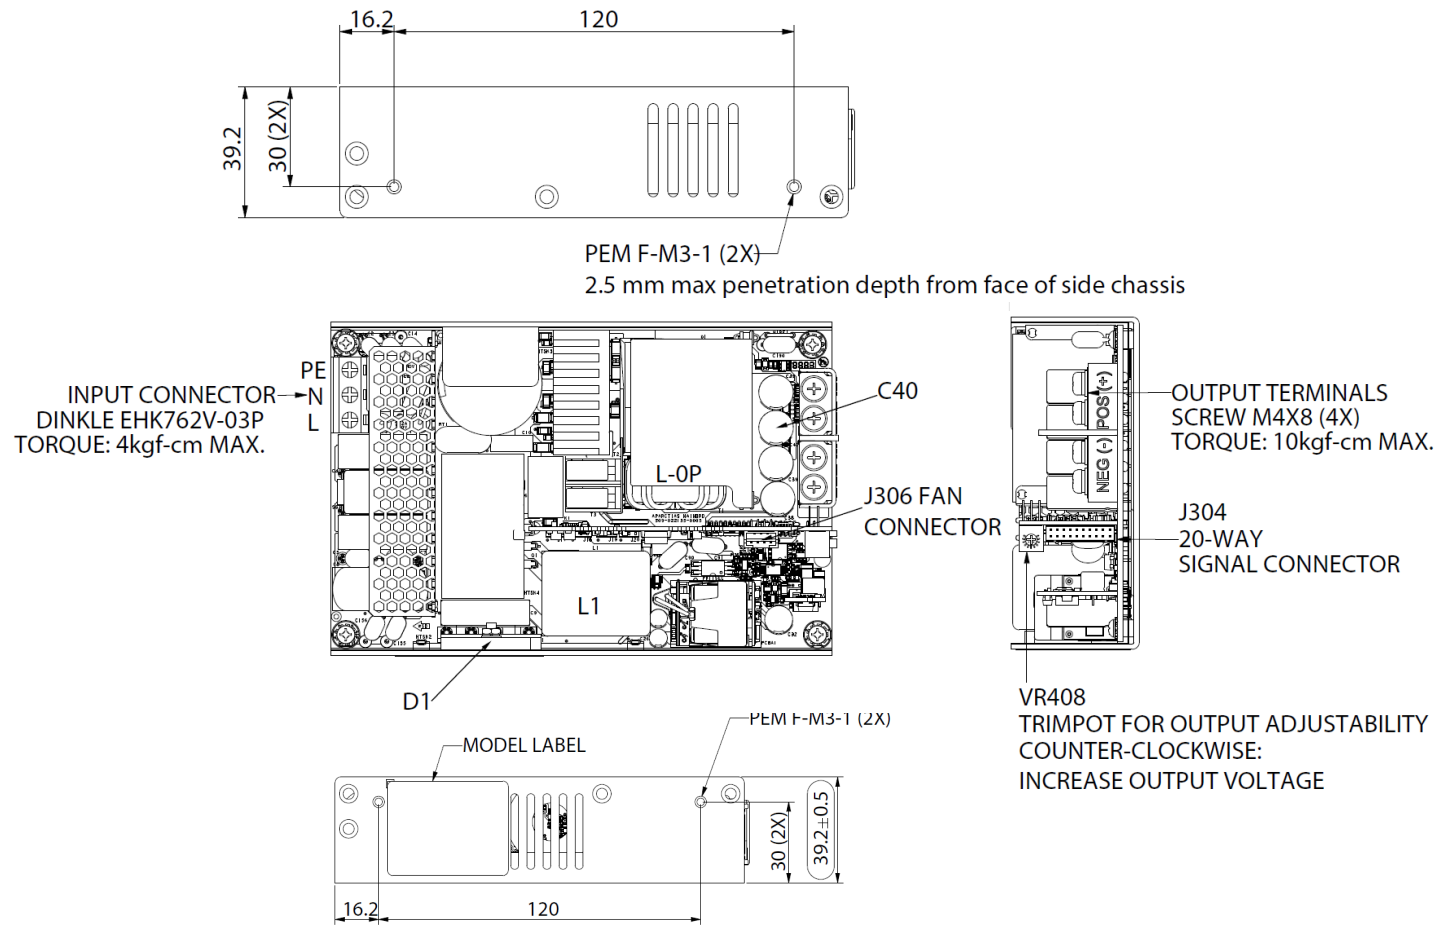 16.2
120
39.2
30 (2X)
PEM F-M3-1 (2X)
2.5 mm max penetration depth from face of side chassis
PE
N
L
INPUT CONNECTOR
DINKLE EHK762V-03P
TORQUE: 4kgf-cm MAX.
C40
L-0P
J306 FAN
CONNECTOR
L1
D1
POS (+)
NEG (-)
OUTPUT TERMINALS
SCREW M4X8 (4X)
TORQUE: 10kgf-cm MAX.
J304
20-WAY
SIGNAL CONNECTOR
VR408
TRIMPOT FOR OUTPUT ADJUSTABILITY
COUNTER-CLOCKWISE:
INCREASE OUTPUT VOLTAGE
PEM F-M3-1 (2X)
MODEL LABEL
30 (2X)
39.2±0.5
16.2
120